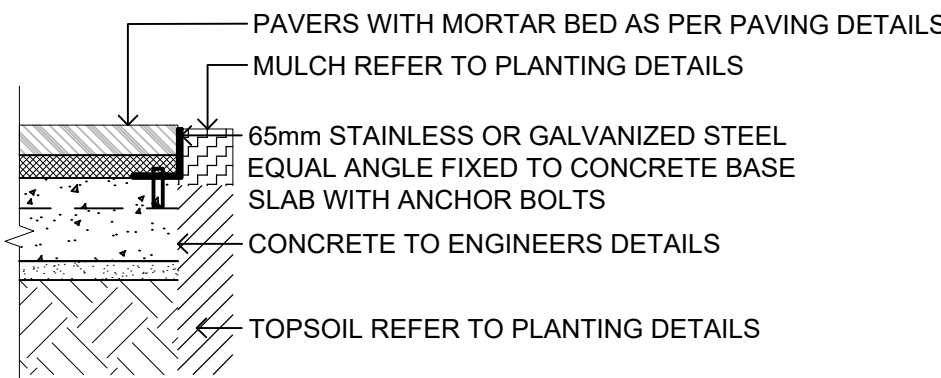 PAVERS WITH MORTAR BED AS PER PAVING DETAILS
MULCH REFER TO PLANTING DETAILS
65mm STAINLESS OR GALVANIZED STEEL
EQUAL ANGLE FIXED TO CONCRETE BASE
SLAB WITH ANCHOR BOLTS
CONCRETE TO ENGINEERS DETAILS
TOPSOIL REFER TO PLANTING DETAILS